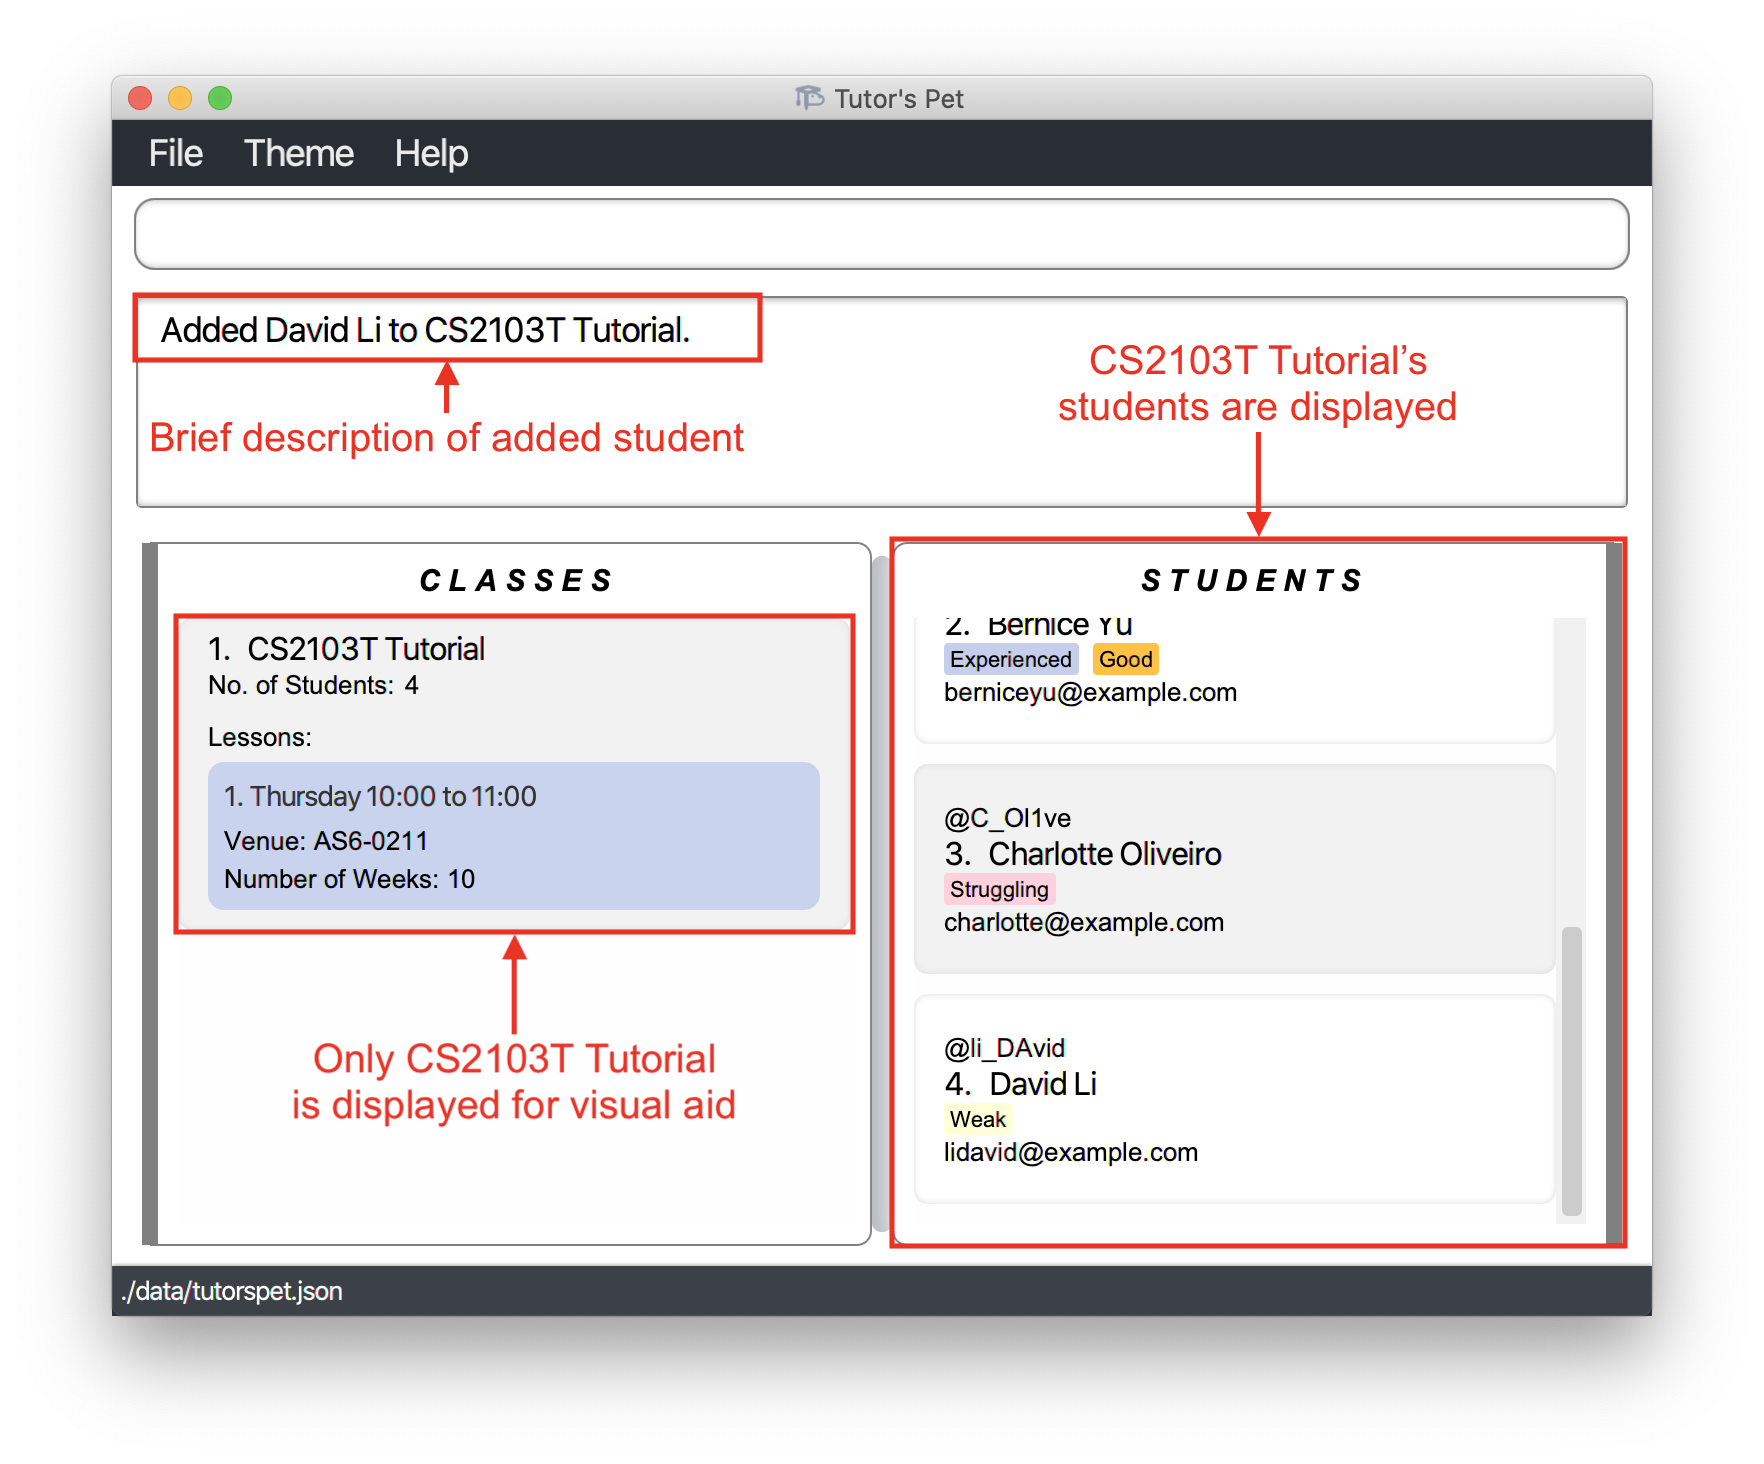 Tutor's Pet
File Theme Help
Added David Li to CS2103T Tutorial.
Brief description of added student
CS2103T Tutorial’s
students are displayed
CLASSES
1. CS2103T Tutorial
No. of Students: 4
Lessons:
1. Thursday 10:00 to 11:00
Venue: AS6-0211
Number of Weeks: 10
Only CS2103T Tutorial
is displayed for visual aid
STUDENTS
2. Bernice Yu
Experienced Good
berniceyu@example.com
@C_Ol1ve
3. Charlotte Oliveiro
Struggling
charlotte@example.com
@li_DAvid
4. David Li
Weak
lidavid@example.com
./data/tutorspet.json